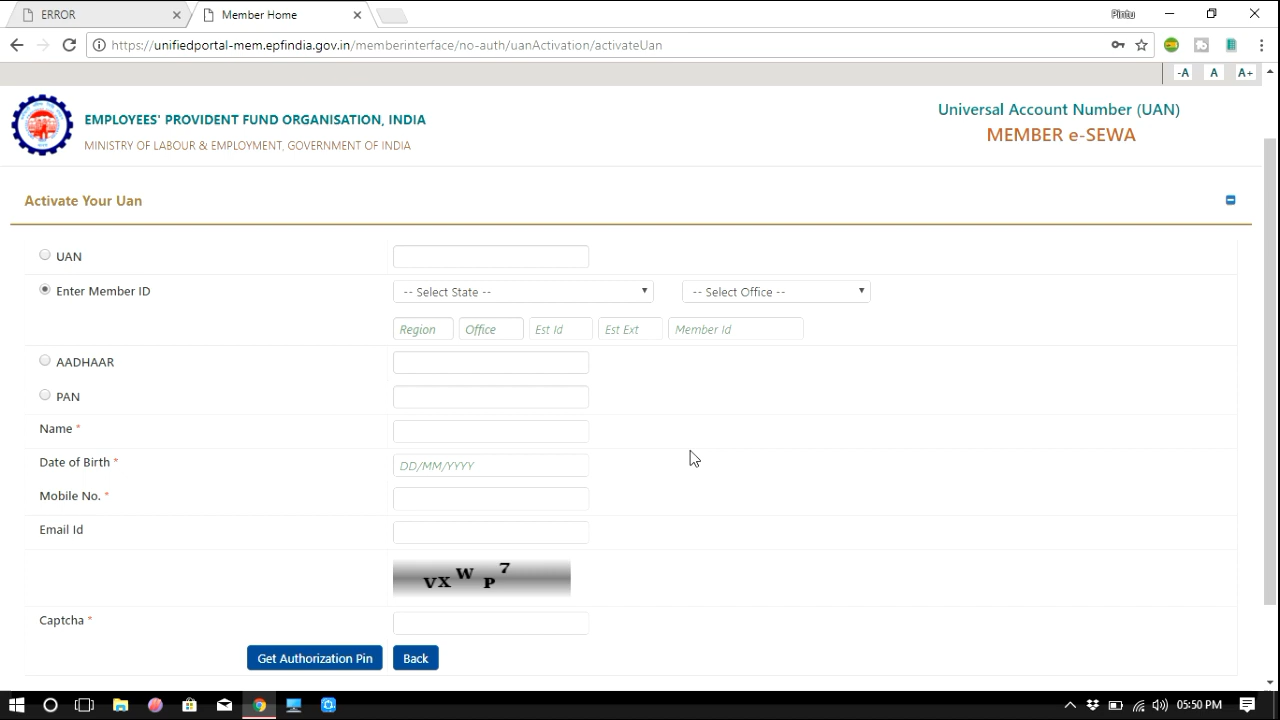 ERROR
Member Home
Pintu
https://unifiedportal-mem.epfindia.gov.in/memberinterface/no-auth/uanActivation/activateUan
-A A A+
EMPLOYEES' PROVIDENT FUND ORGANISATION, INDIA
MINISTRY OF LABOUR & EMPLOYMENT, GOVERNMENT OF INDIA
Universal Account Number (UAN)
MEMBER e-SEWA
Activate Your Uan
UAN
Enter Member ID
-- Select State -- -- Select Office --
Region Office Est Id Est Ext Member Id
AADHAAR
PAN
Name *
Date of Birth * DD/MM/YYYY
Mobile No. *
Email Id
VXWP7
Captcha *
Get Authorization Pin Back
05:50 PM